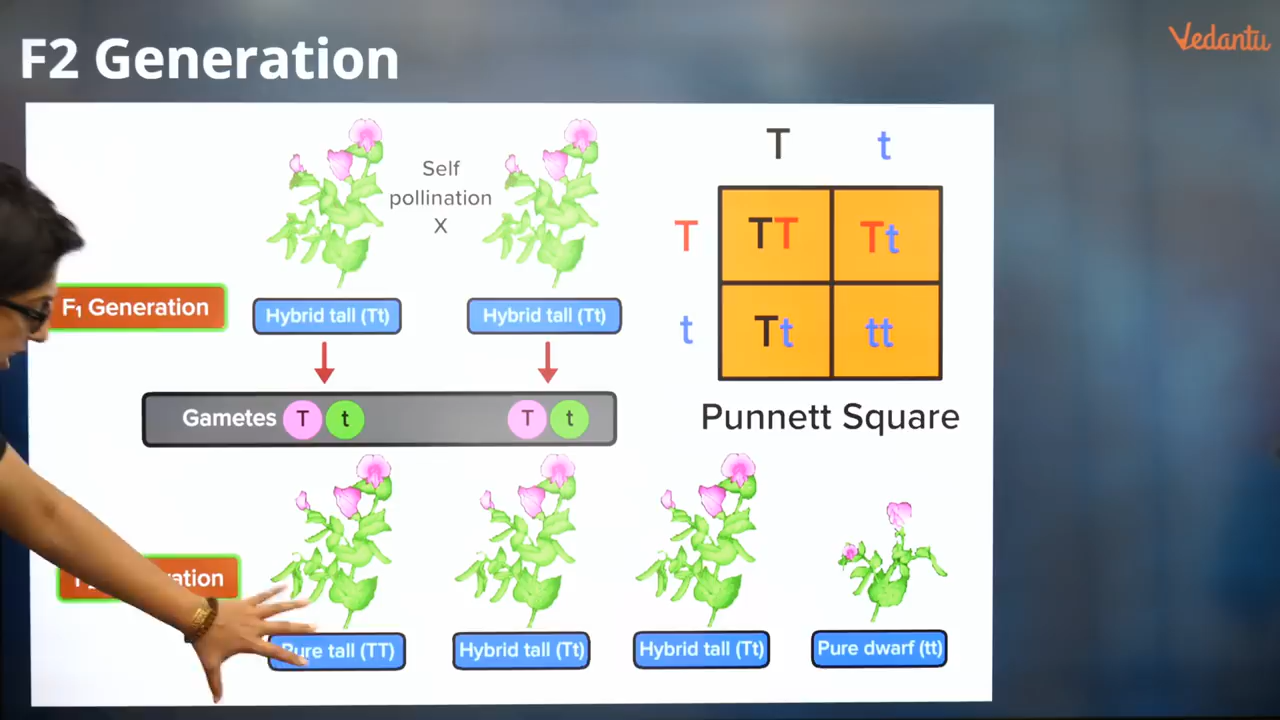 F2 Generation
Vedantu
Self
pollination
X
F₁ Generation
Hybrid tall (Tt)
Hybrid tall (Tt)
Gametes T t
T t
Pure tall (TT)
Hybrid tall (Tt)
Hybrid tall (Tt)
Pure dwarf (tt)
T t
T TT Tt
t Tt tt
Punnett Square